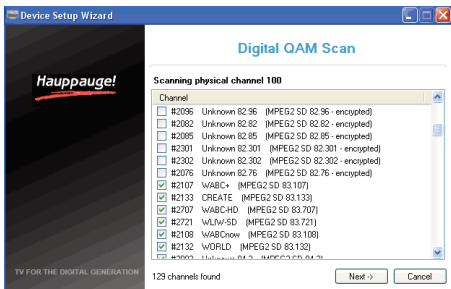 Device Setup Wizard
Digital QAM Scan
Hauppauge!
Scanning physical channel 100
Channel
#2096 Unknown 82.96 (MPEG2 SD 82.96 - encrypted)
#2082 Unknown 82.82 (MPEG2 SD 82.82 - encrypted)
#2085 Unknown 82.85 (MPEG2 SD 82.85 - encrypted)
#2301 Unknown 82.301 (MPEG2 SD 82.301 - encrypted)
#2302 Unknown 82.302 (MPEG2 SD 82.302 - encrypted)
#2076 Unknown 82.76 (MPEG2 SD 82.76 - encrypted)
#2107 WABC+ (MPEG2 SD 83.107)
#2133 CREATE (MPEG2 SD 83.133)
#2707 WABC-HD (MPEG2 SD 83.707)
#2721 WLIW-SD (MPEG2 SD 83.721)
#2108 WABCnow (MPEG2 SD 83.108)
#2132 WORLD (MPEG2 SD 83.132)
TV FOR THE DIGITAL GENERATION
129 channels found
Next ->
Cancel